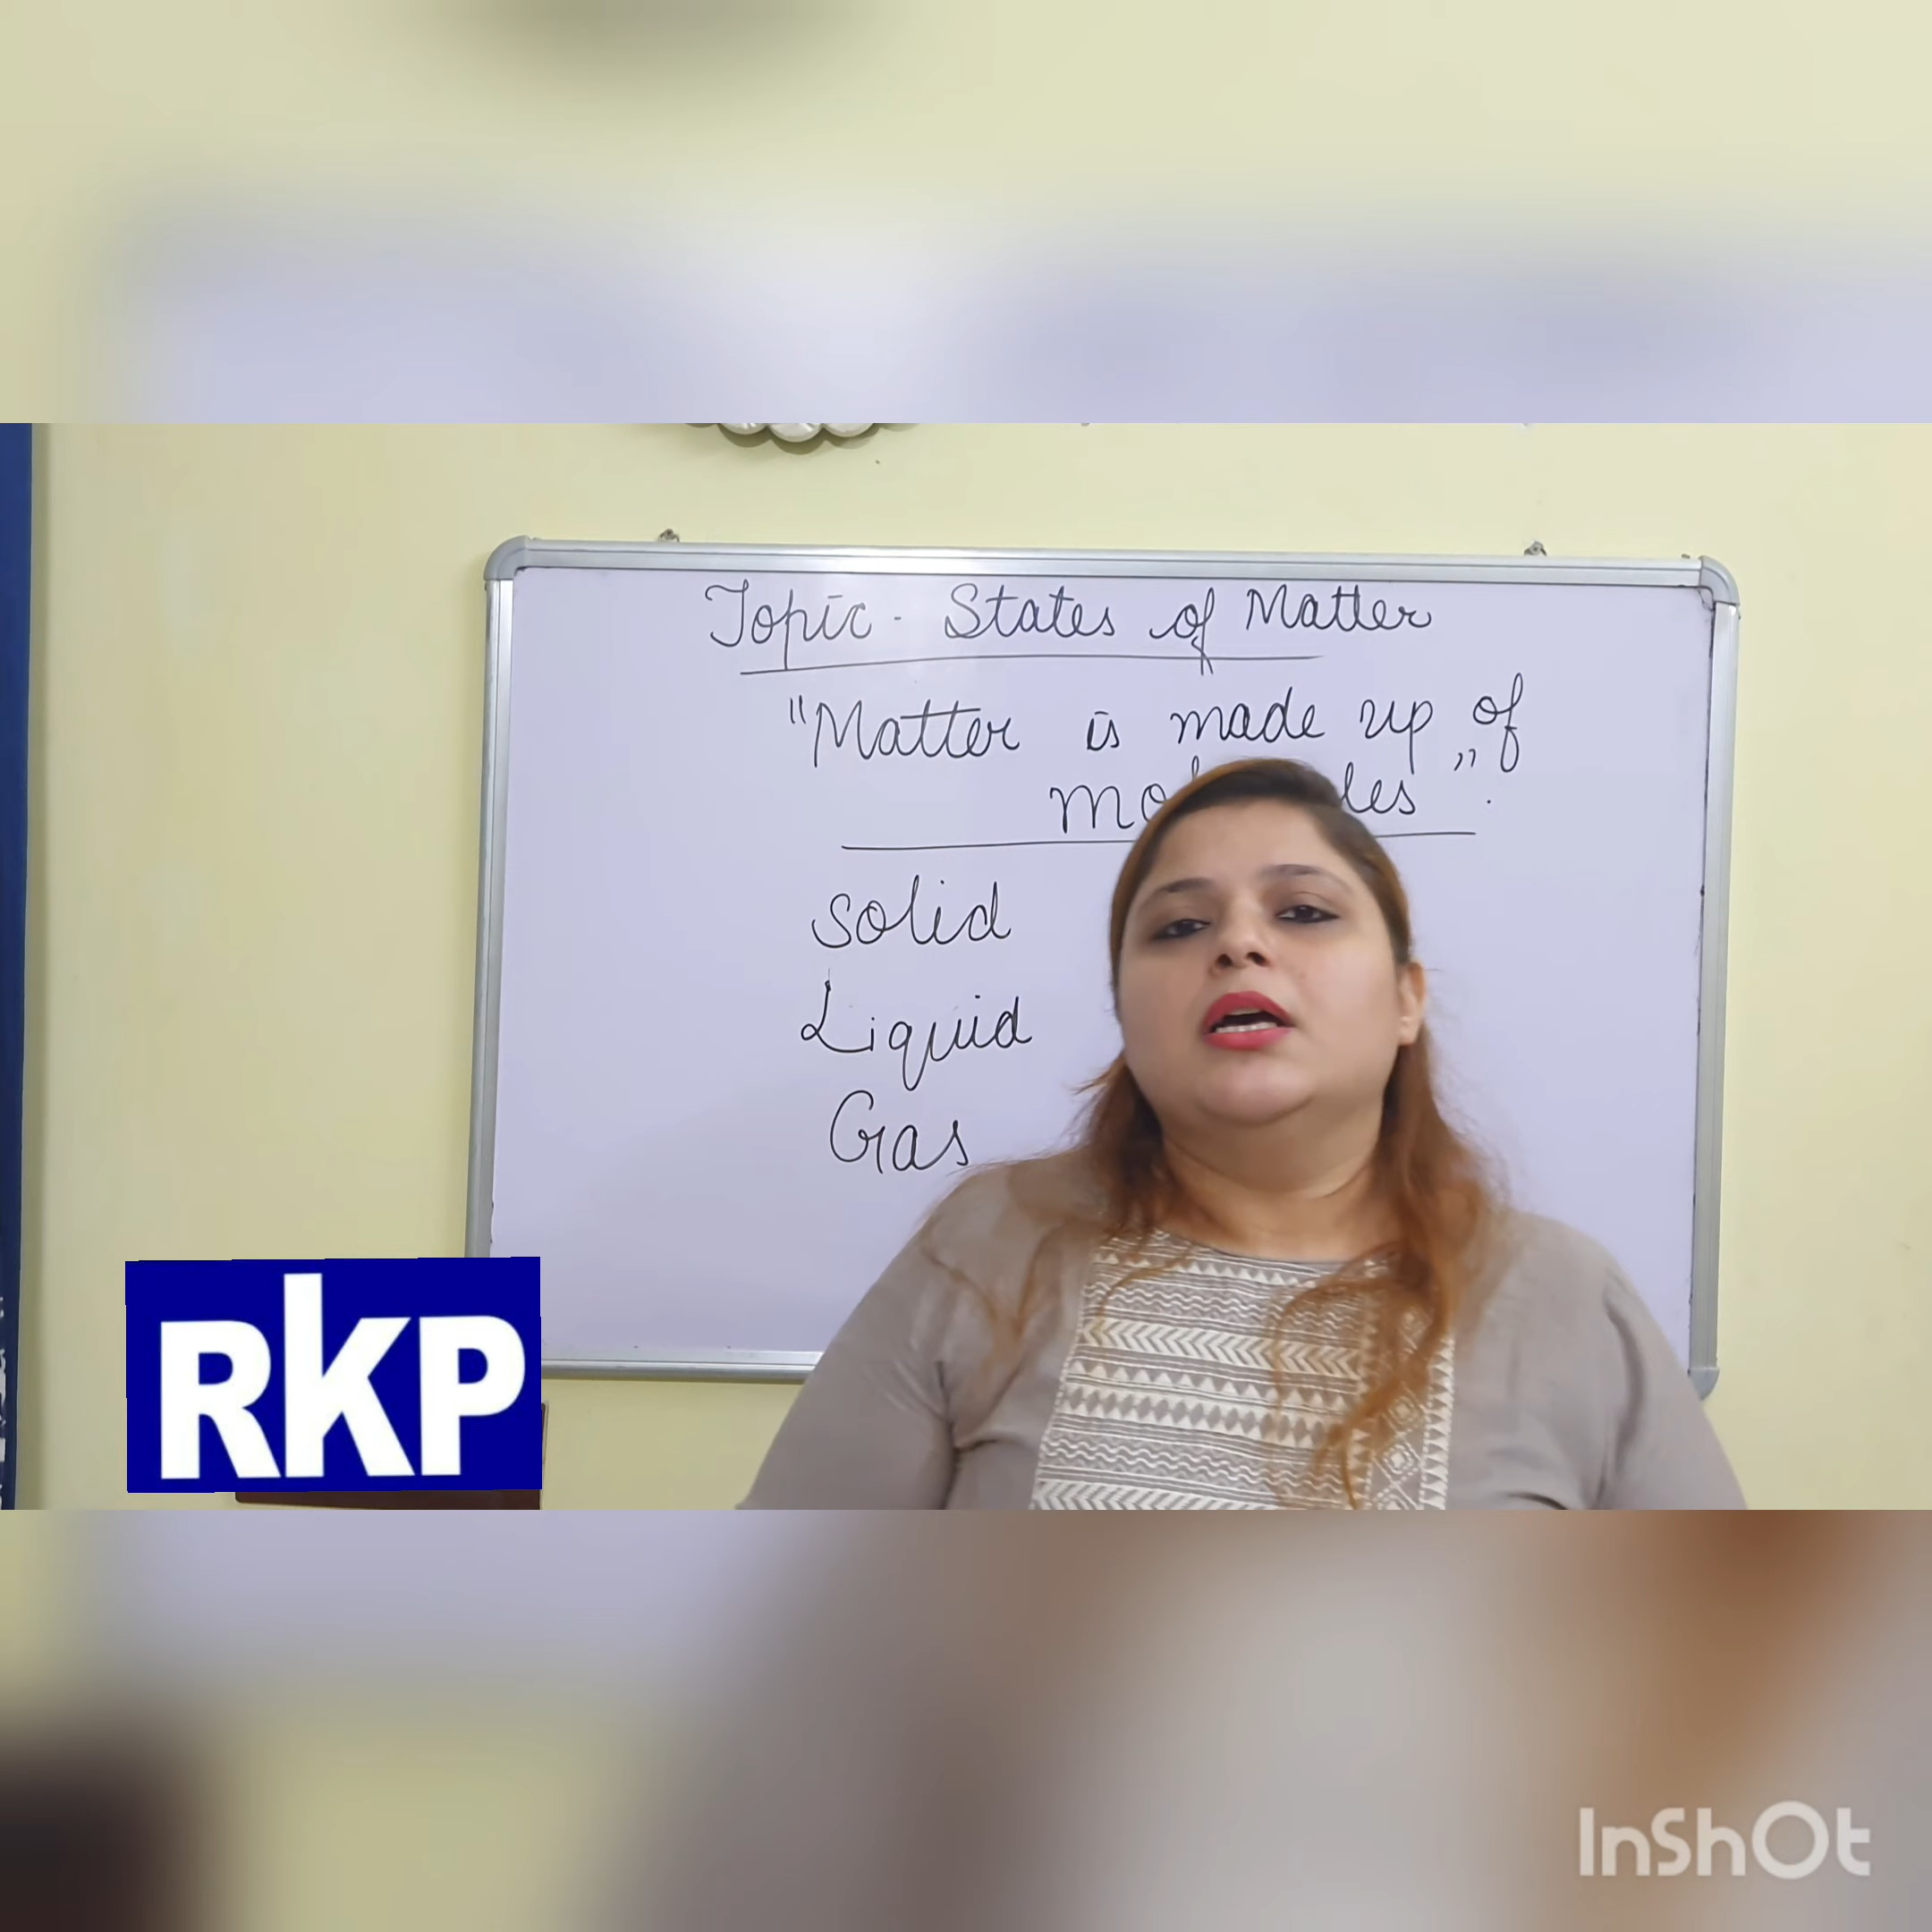 Topic - States of Matter
"Matter is made up of
Solid
Liquid
Gas
RKP
InShOt